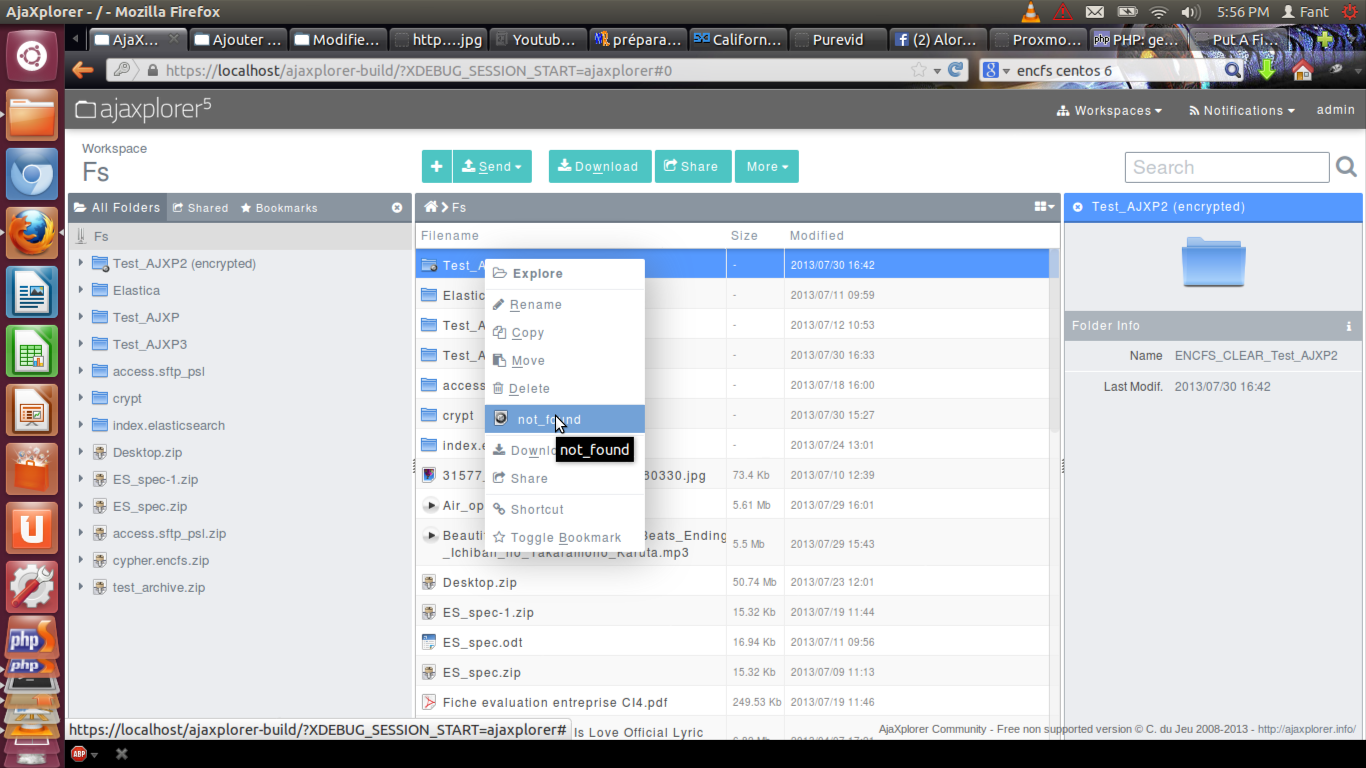 AjaXplorer - / - Mozilla Firefox
5:56 PM Fant
AjaX... Ajouter ... Modifie... http....jpg Youtub... prépara... Californ... Purevid (2) (Alor... Proxmo... PHP: ge... Put A Fi...
https://localhost/ajaxplorer-build/?XDEBUG_SESSION_START=ajaxplorer#0
encfs centos 6
ajaxplorer5
Workspaces Notifications admin
Workspace
Fs
Send Download Share More
Search
All Folders Shared Bookmarks
Fs
Test_AJXP2 (encrypted)
Fs
Test_AJXP2 (encrypted)
Elastica
Test_AJXP
Test_AJXP3
access.sftp_psl
crypt
index.elasticsearch
Desktop.zip
ES_spec-1.zip
ES_spec.zip
access.sftp_psl.zip
cypher.encfs.zip
test_archive.zip
Filename Size Modified
Test_A - 2013/07/30 16:42
Elastic - 2013/07/11 09:59
Test_A - 2013/07/12 10:53
Test_A - 2013/07/30 16:33
access - 2013/07/18 16:00
crypt - 2013/07/30 15:27
index.e - 2013/07/24 13:01
31577_ 80330.jpg 73.4 Kb 2013/07/10 12:39
Air_op 5.61 Mb 2013/07/29 16:01
Beauti Beats_Ending
_Ichiban_no_Takaramono_Karuta.mp3 5.5 Mb 2013/07/29 15:43
Desktop.zip 50.74 Mb 2013/07/23 12:01
ES_spec-1.zip 15.32 Kb 2013/07/19 11:44
ES_spec.odt 16.94 Kb 2013/07/11 09:56
ES_spec.zip 15.32 Kb 2013/07/09 11:13
Fiche evaluation entreprise CI4.pdf 249.53 Kb 2013/07/19 11:46
Is Love Official Lyric
Explore
Rename
Copy
Move
Delete
not_found
Downl
not_found
Share
Shortcut
Toggle Bookmark
Folder Info
Name ENCFS_CLEAR_Test_AJXP2
Last Modif. 2013/07/30 16:42
https://localhost/ajaxplorer-build/?XDEBUG_SESSION_START=ajaxplorer#
AjaXplorer Community - Free non supported version © C. du Jeu 2008-2013 - http://ajaxplorer.info/
ABP